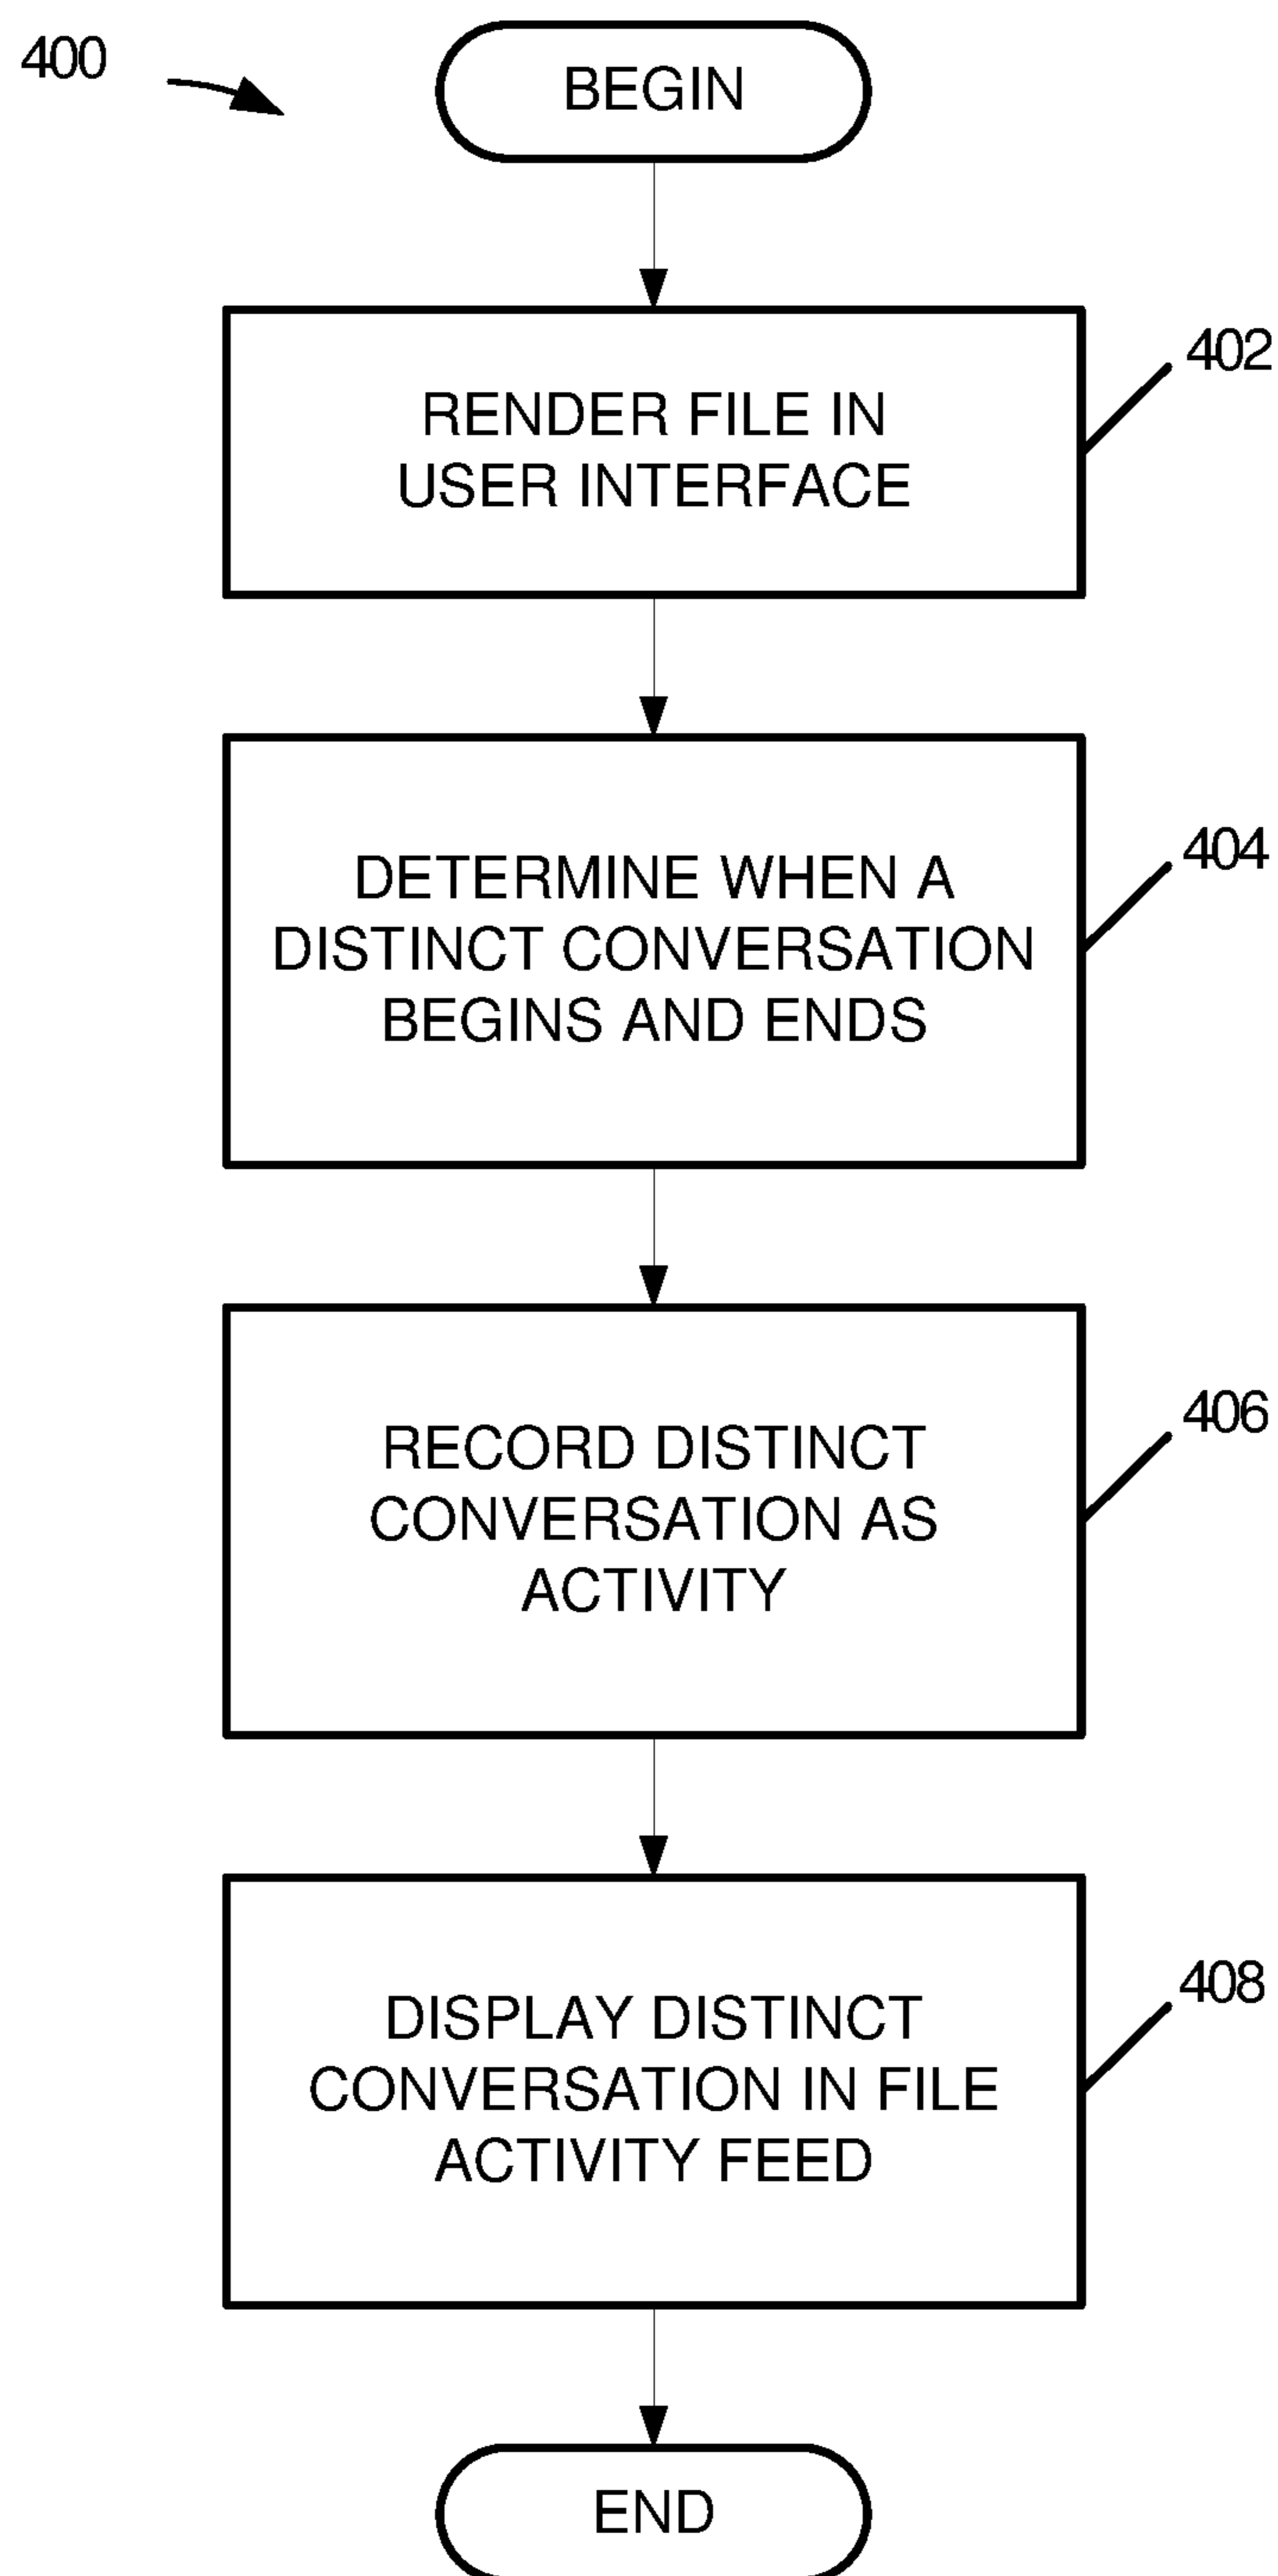 400
BEGIN
402
RENDER FILE IN
USER INTERFACE
404
DETERMINE WHEN A
DISTINCT CONVERSATION
BEGINS AND ENDS
406
RECORD DISTINCT
CONVERSATION AS
ACTIVITY
408
DISPLAY DISTINCT
CONVERSATION IN FILE
ACTIVITY FEED
END